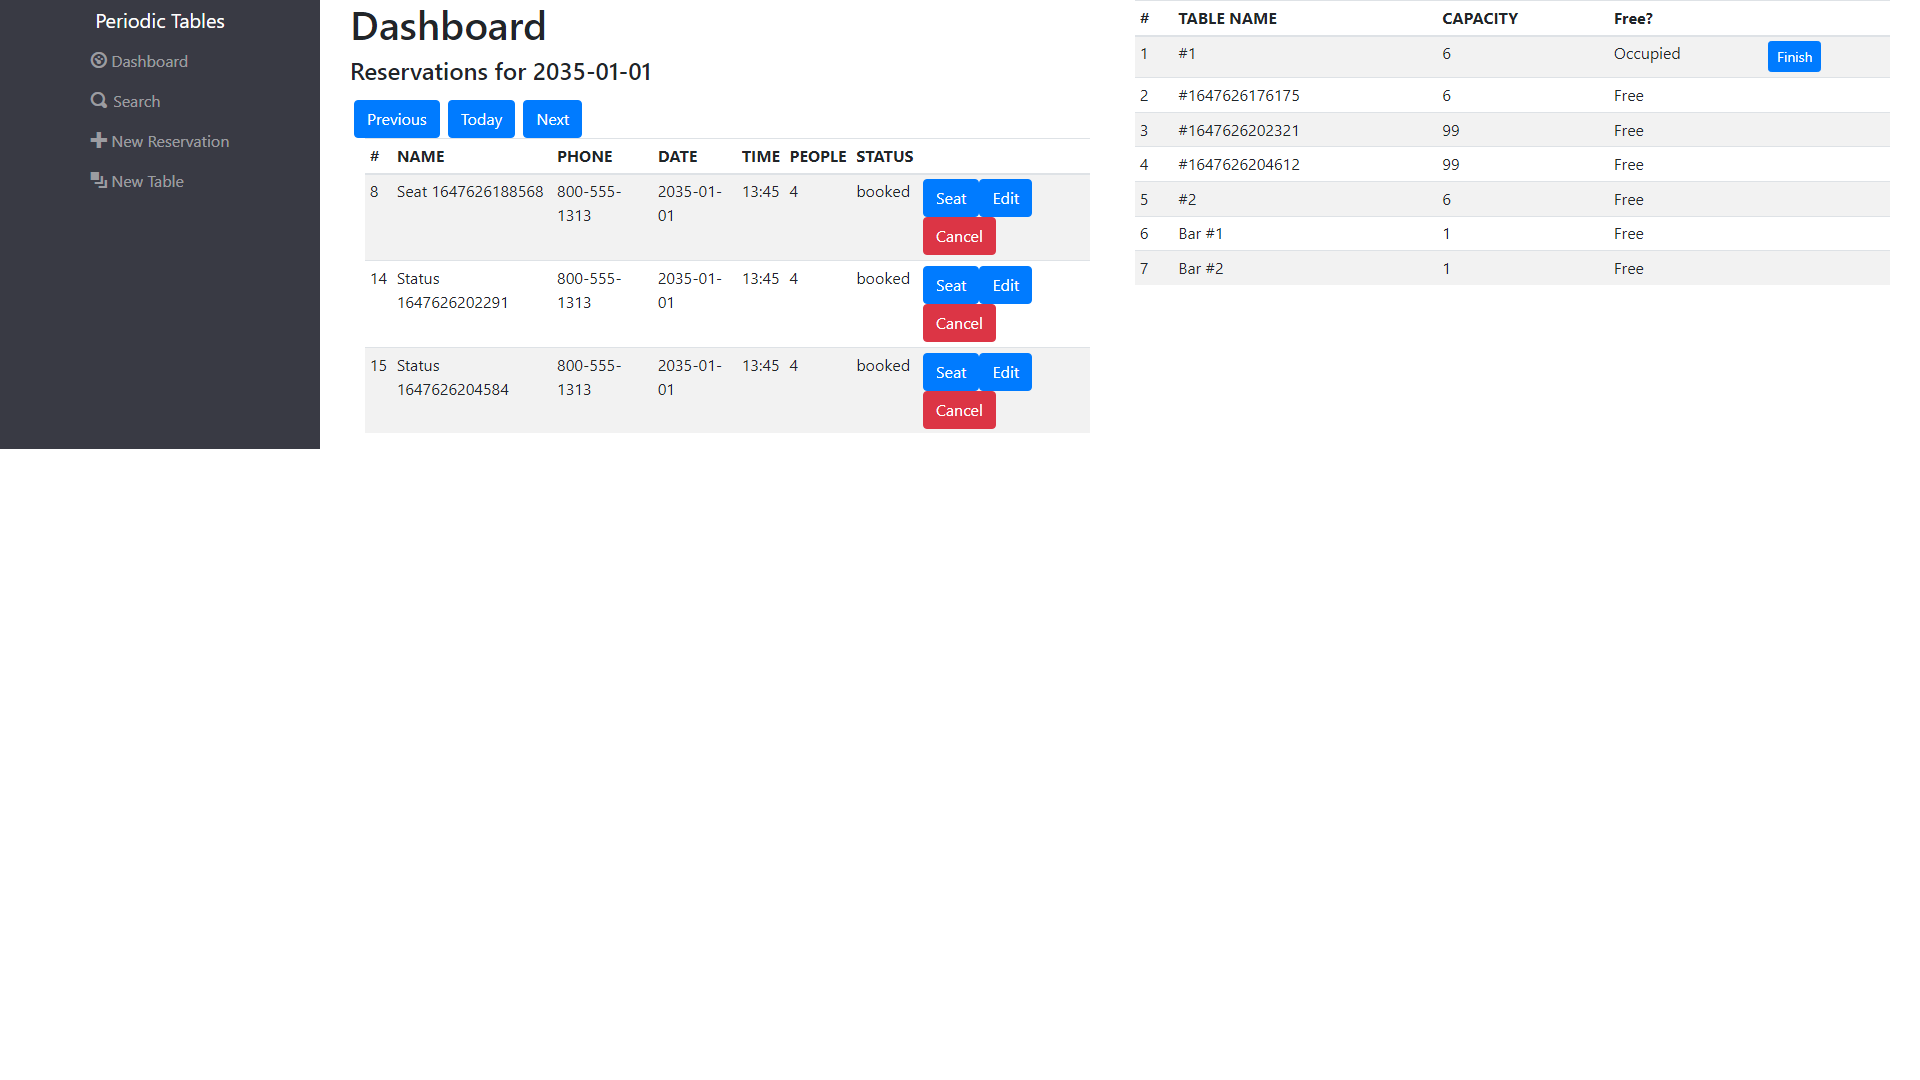 Periodic Tables
Dashboard
Search
New Reservation
New Table
Dashboard
Reservations for 2035-01-01
Previous Today Next
# NAME PHONE DATE TIME PEOPLE STATUS
8 Seat 1647626188568 800-555- 2035-01- 13:45 4 booked Seat Edit
1313 01
Cancel
14 Status 800-555- 2035-01- 13:45 4 booked Seat Edit
1647626202291 1313 01
Cancel
15 Status 800-555- 2035-01- 13:45 4 booked Seat Edit
1647626204584 1313 01
Cancel
# TABLE NAME CAPACITY Free?
1 #1 6 Occupied Finish
2 #1647626176175 6 Free
3 #1647626202321 99 Free
4 #1647626204612 99 Free
5 #2 6 Free
6 Bar #1 1 Free
7 Bar #2 1 Free